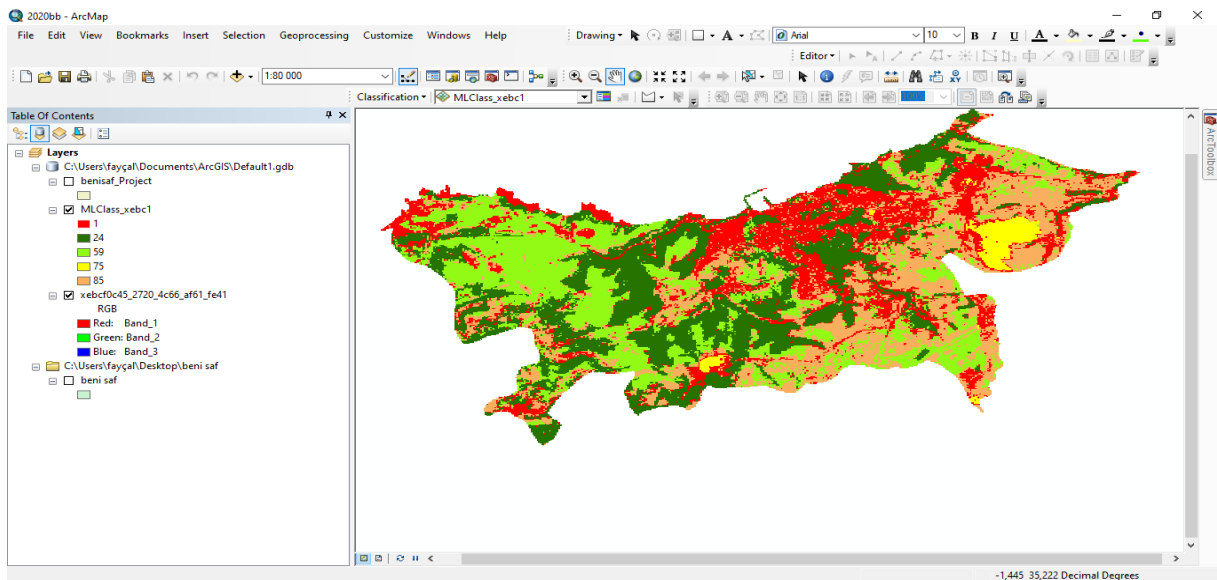 2020bb - ArcMap
File Edit View Bookmarks Insert Selection Geoprocessing Customize Windows Help
Drawing Arial 10 B I U A
Editor
1:80 000
Classification MLClass_xebc1
Table Of Contents
Layers
C:\Users\fayçal\Documents\ArcGIS\Default1.gdb
benisaf_Project
MLClass_xebc1
1
24
59
75
85
xebcf0c45_2720_4c66_af61_fe41
RGB
Red: Band_1
Green: Band_2
Blue: Band_3
C:\Users\fayçal\Desktop\beni saf
beni saf
ArcToolbox
-1,445 35,222 Decimal Degrees